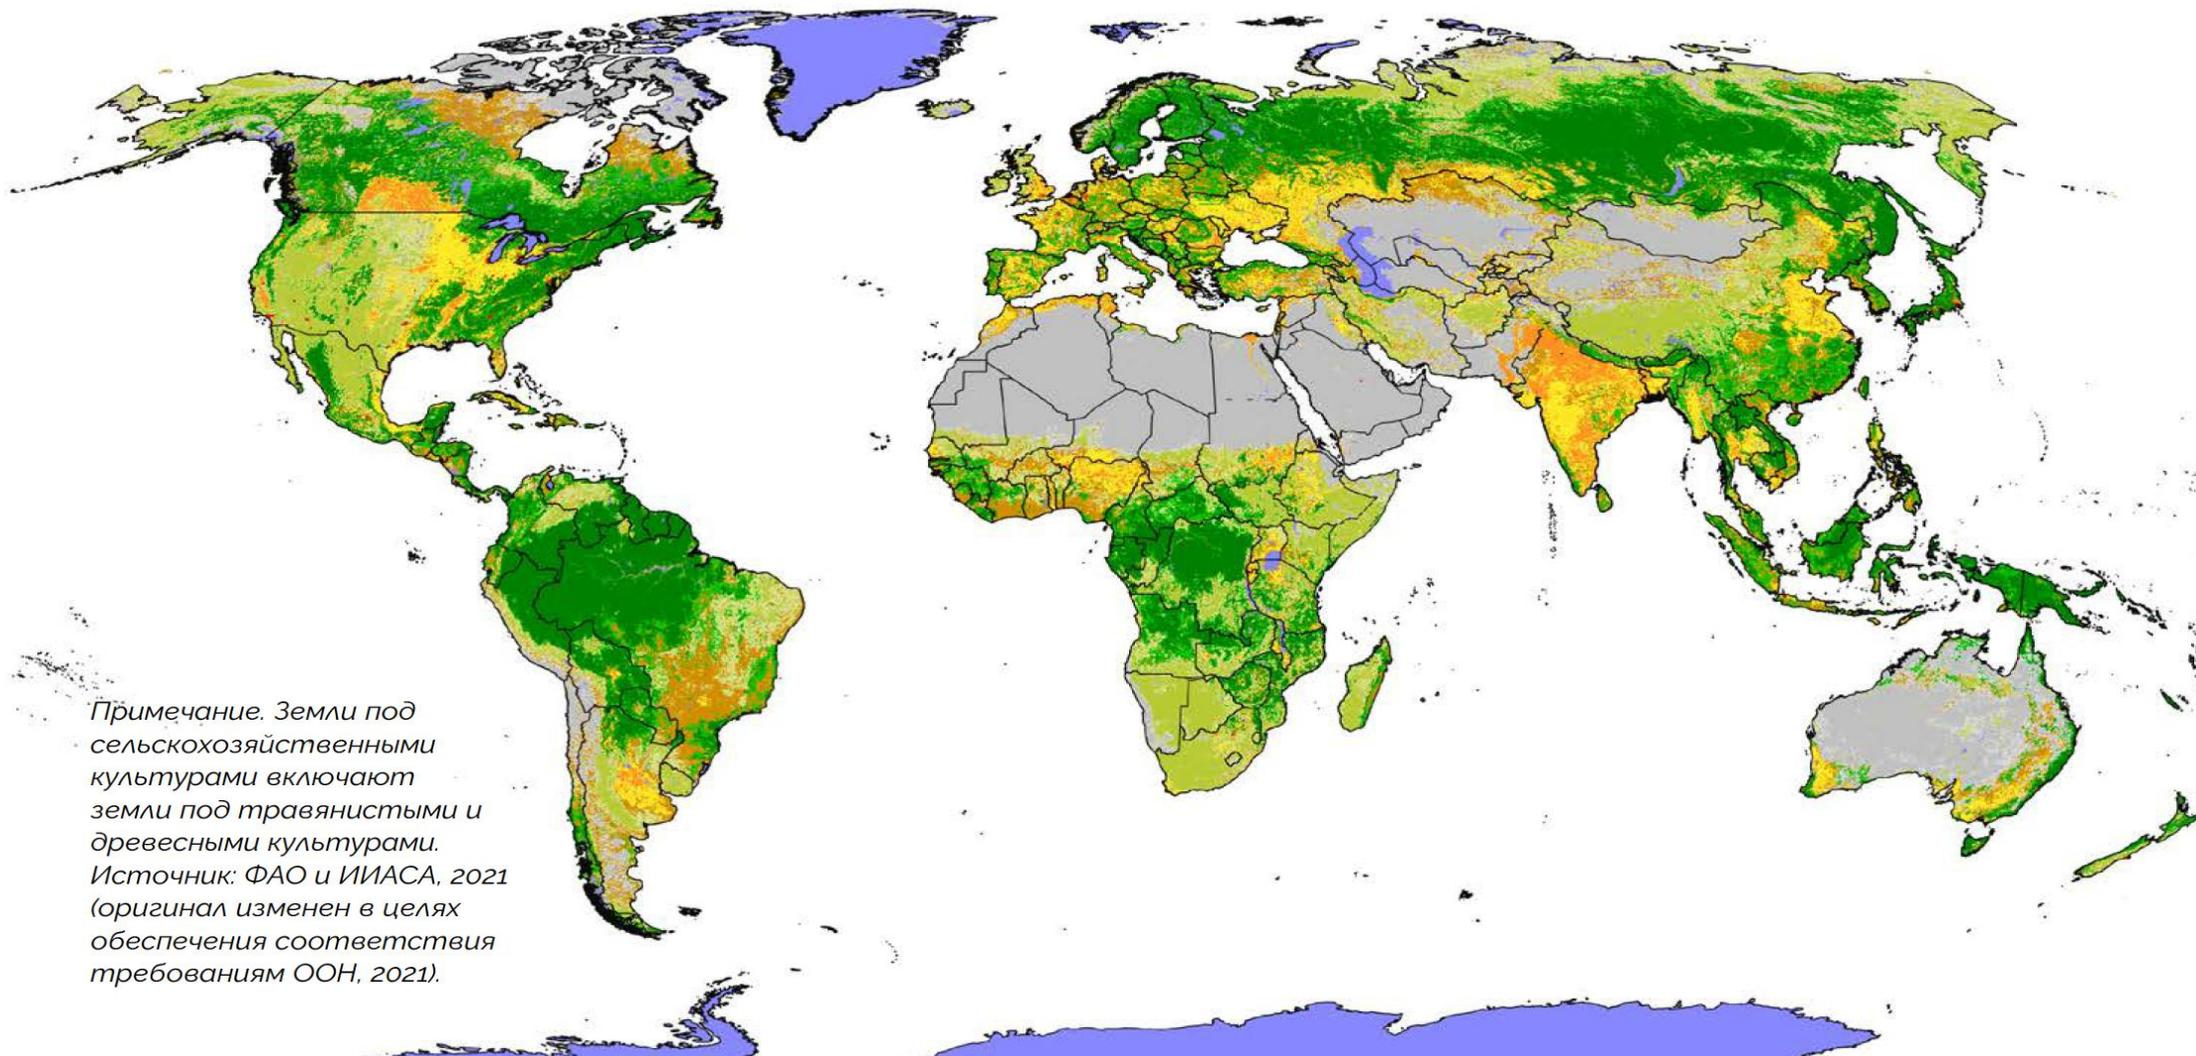 Примечание. Земли под
сельскохозяйственными
культурами включают
земли под травянистыми и
древесными культурами.
Источник: ФАО и ИИАСА, 2021
(оригинал изменен в целях
обеспечения соответствия
требованиям ООН, 2021).